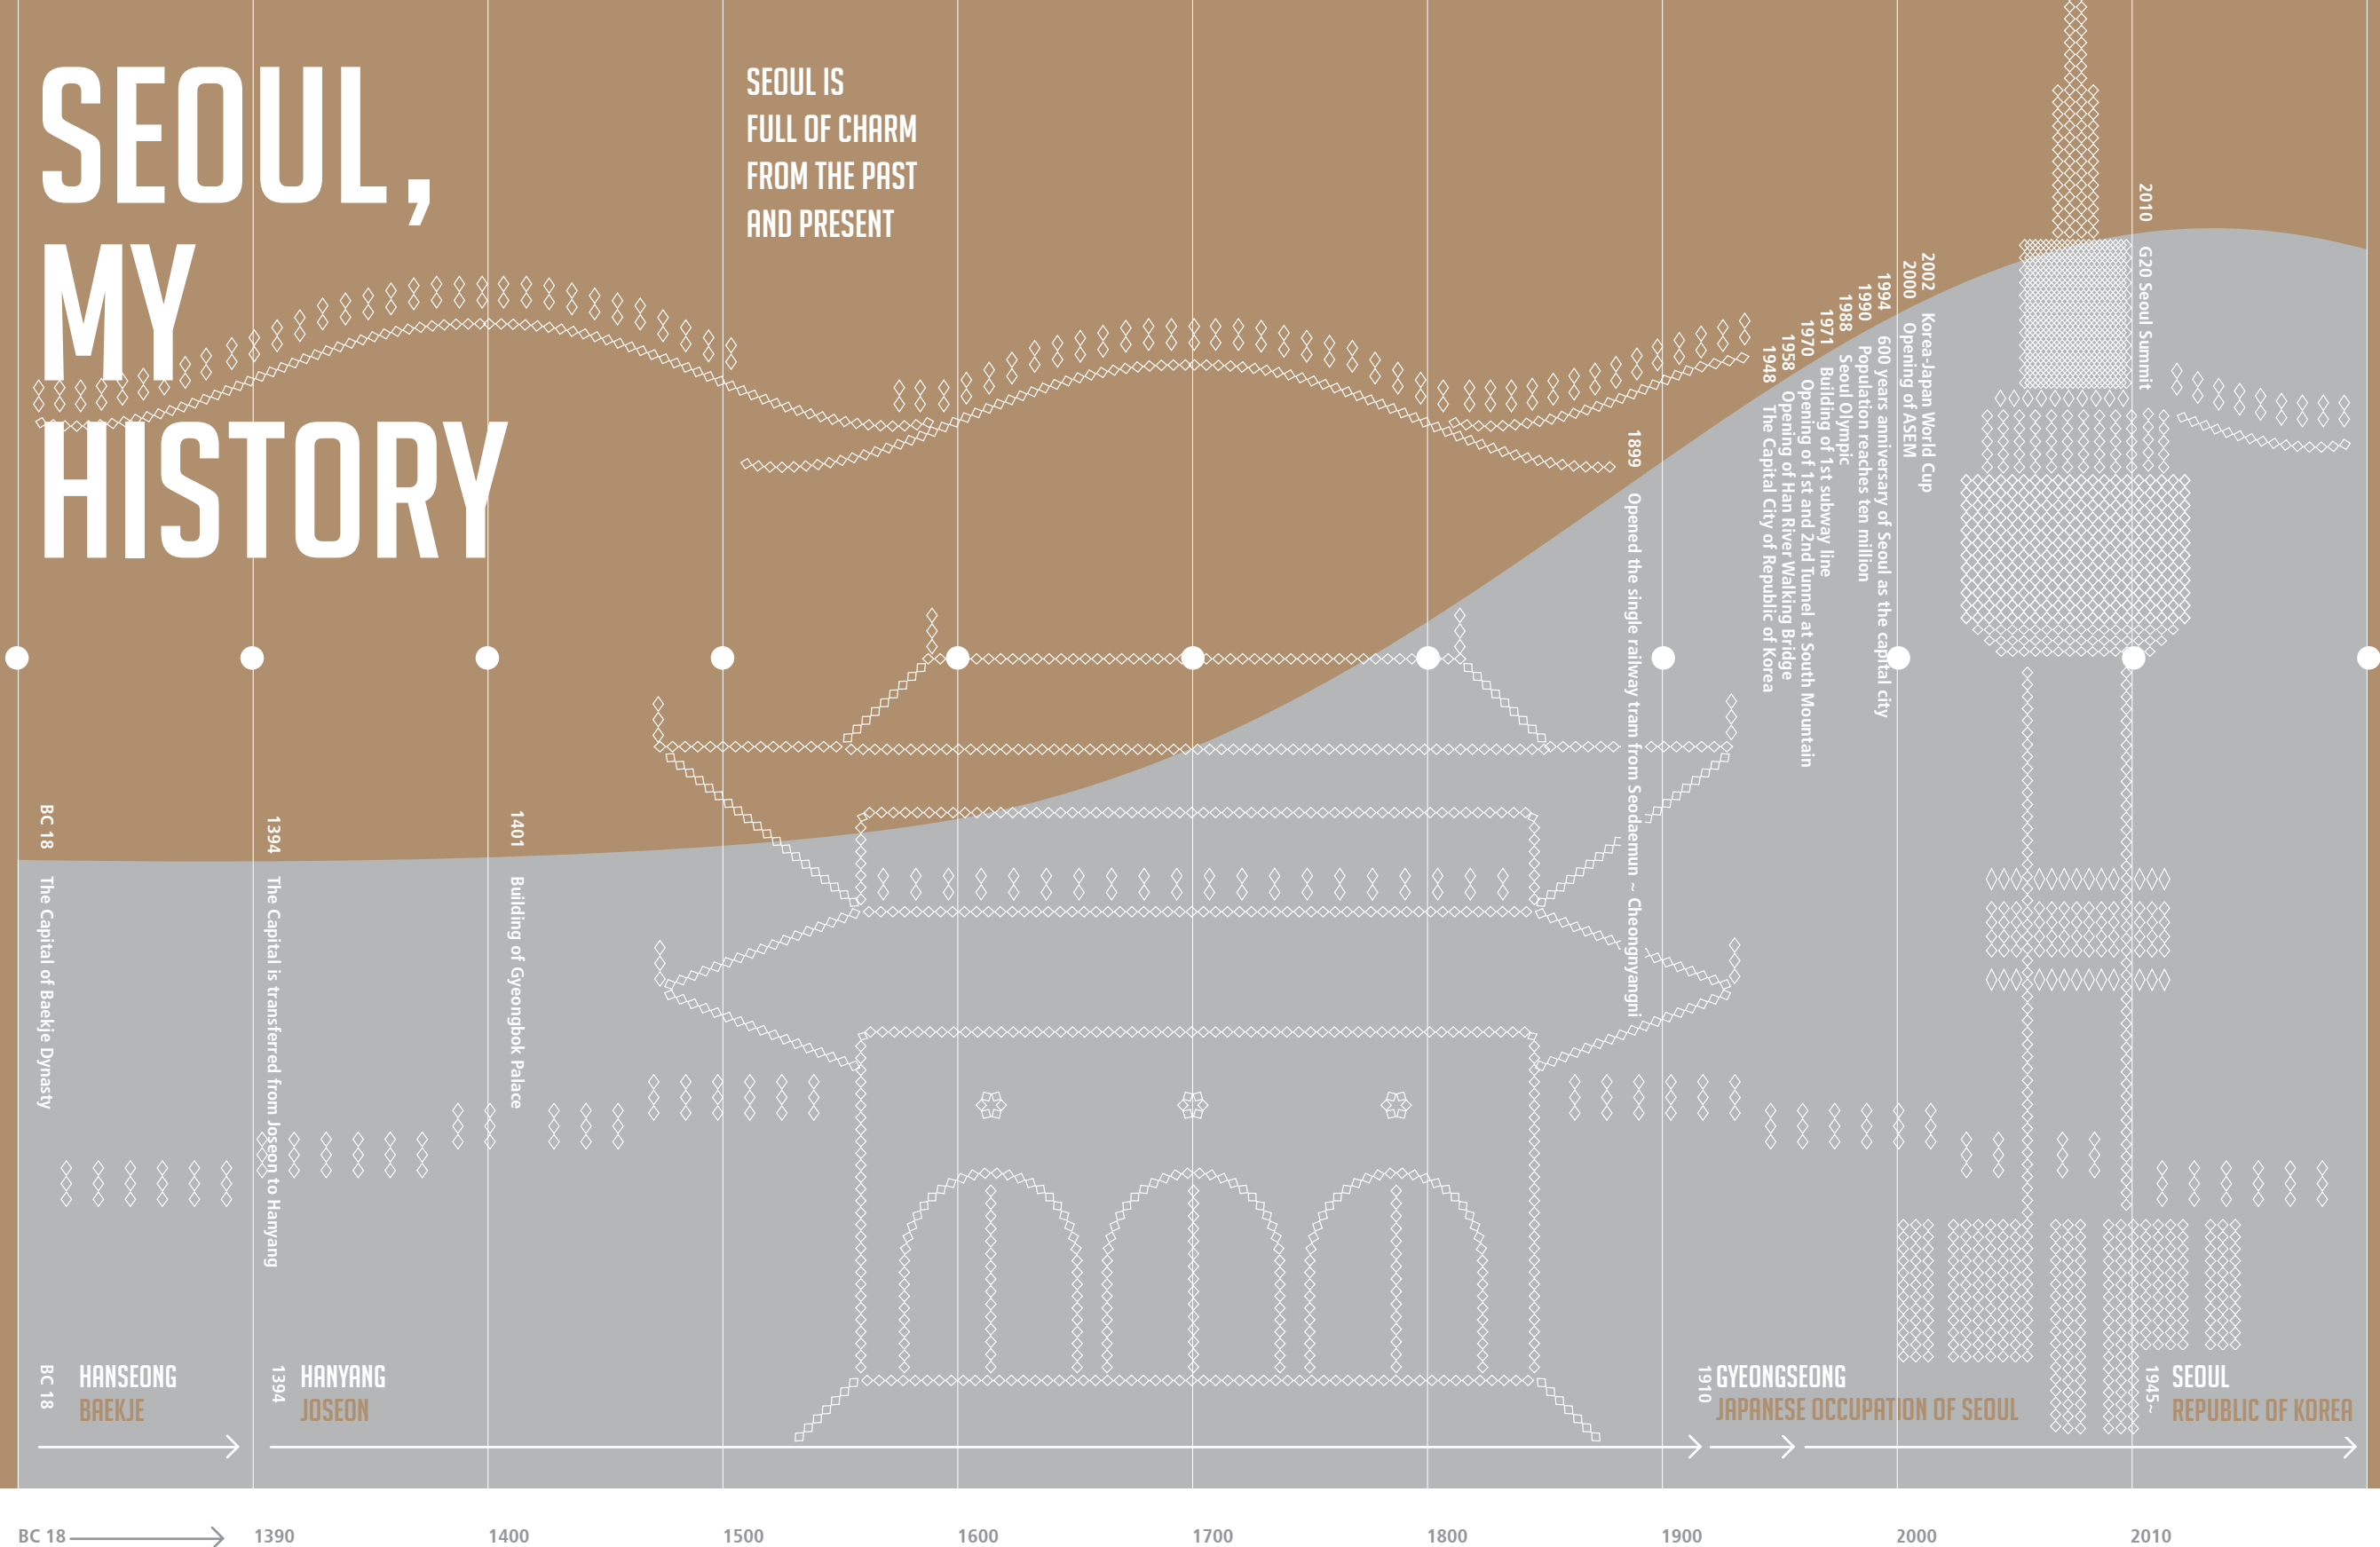 SEOUL,
MY
HISTORY
SEOUL IS
FULL OF CHARM
FROM THE PAST
AND PRESENT
BC 18 The Capital of Baekje Dynasty
1394 The Capital is transferred from Joseon to Hanyang
1401 Building of Gyeongbok Palace
1899 Opened the single railway tram from Seodaemun ~ Cheongnyangni
1948 The Capital City of Republic of Korea
1958 Opening of Han River Walking Bridge
1970 Opening of 1st and 2nd Tunnel at South Mountain
1971 Building of 1st subway line
1988 Seoul Olympic
1990 Population reaches ten million
1994 600 years anniversary of Seoul as the capital city
2000 Opening of ASEM
2002 Korea-Japan World Cup
2010 G20 Seoul Summit
BC 18
HANSEONG
BAEKJE
1394
HANYANG
JOSEON
1910
GYEONGSEONG
JAPANESE OCCUPATION OF SEOUL
1945~
SEOUL
REPUBLIC OF KOREA
BC 18 1390 1400 1500 1600 1700 1800 1900 2000 2010